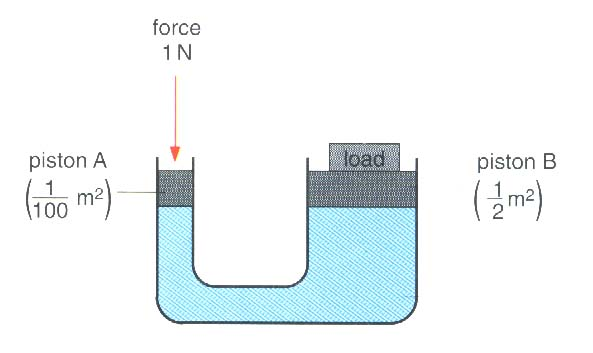 force
1 N
load
piston A
(1/100 m²)
piston B
(1/2 m²)